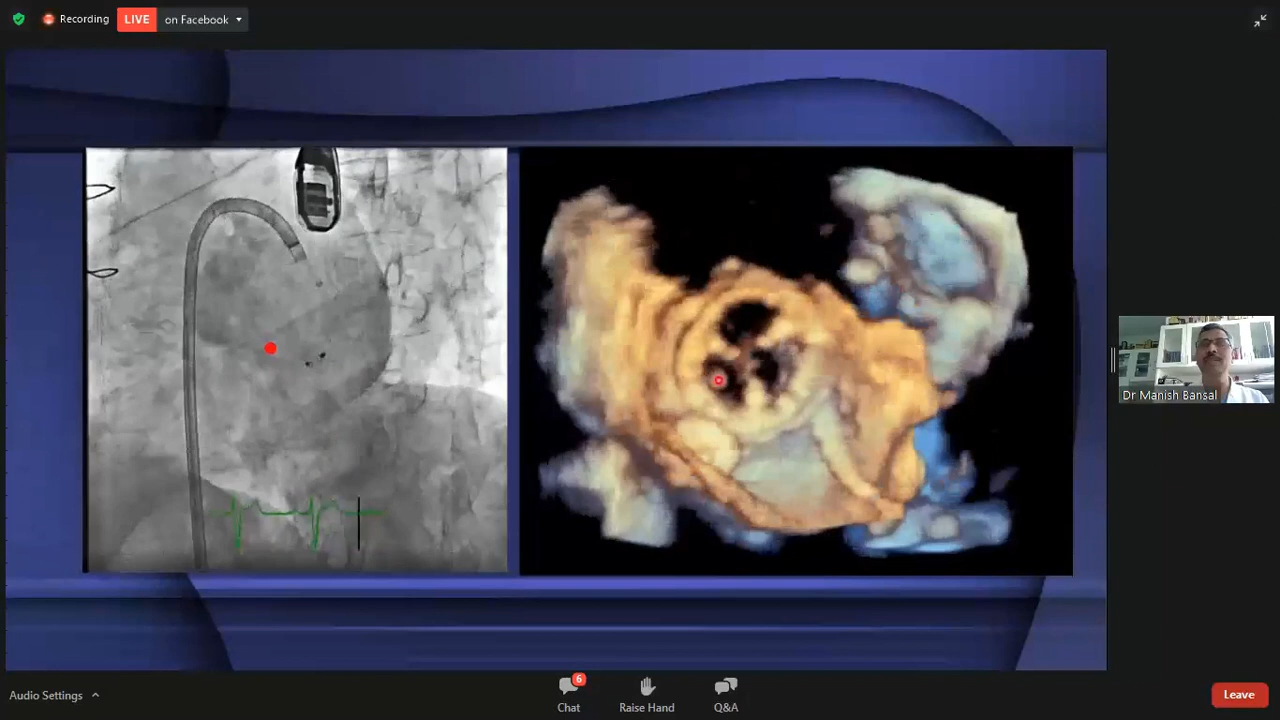 Recording
LIVE
on Facebook
Dr Manish Bansal
Audio Settings
6
Chat
Raise Hand
Q&A
Leave